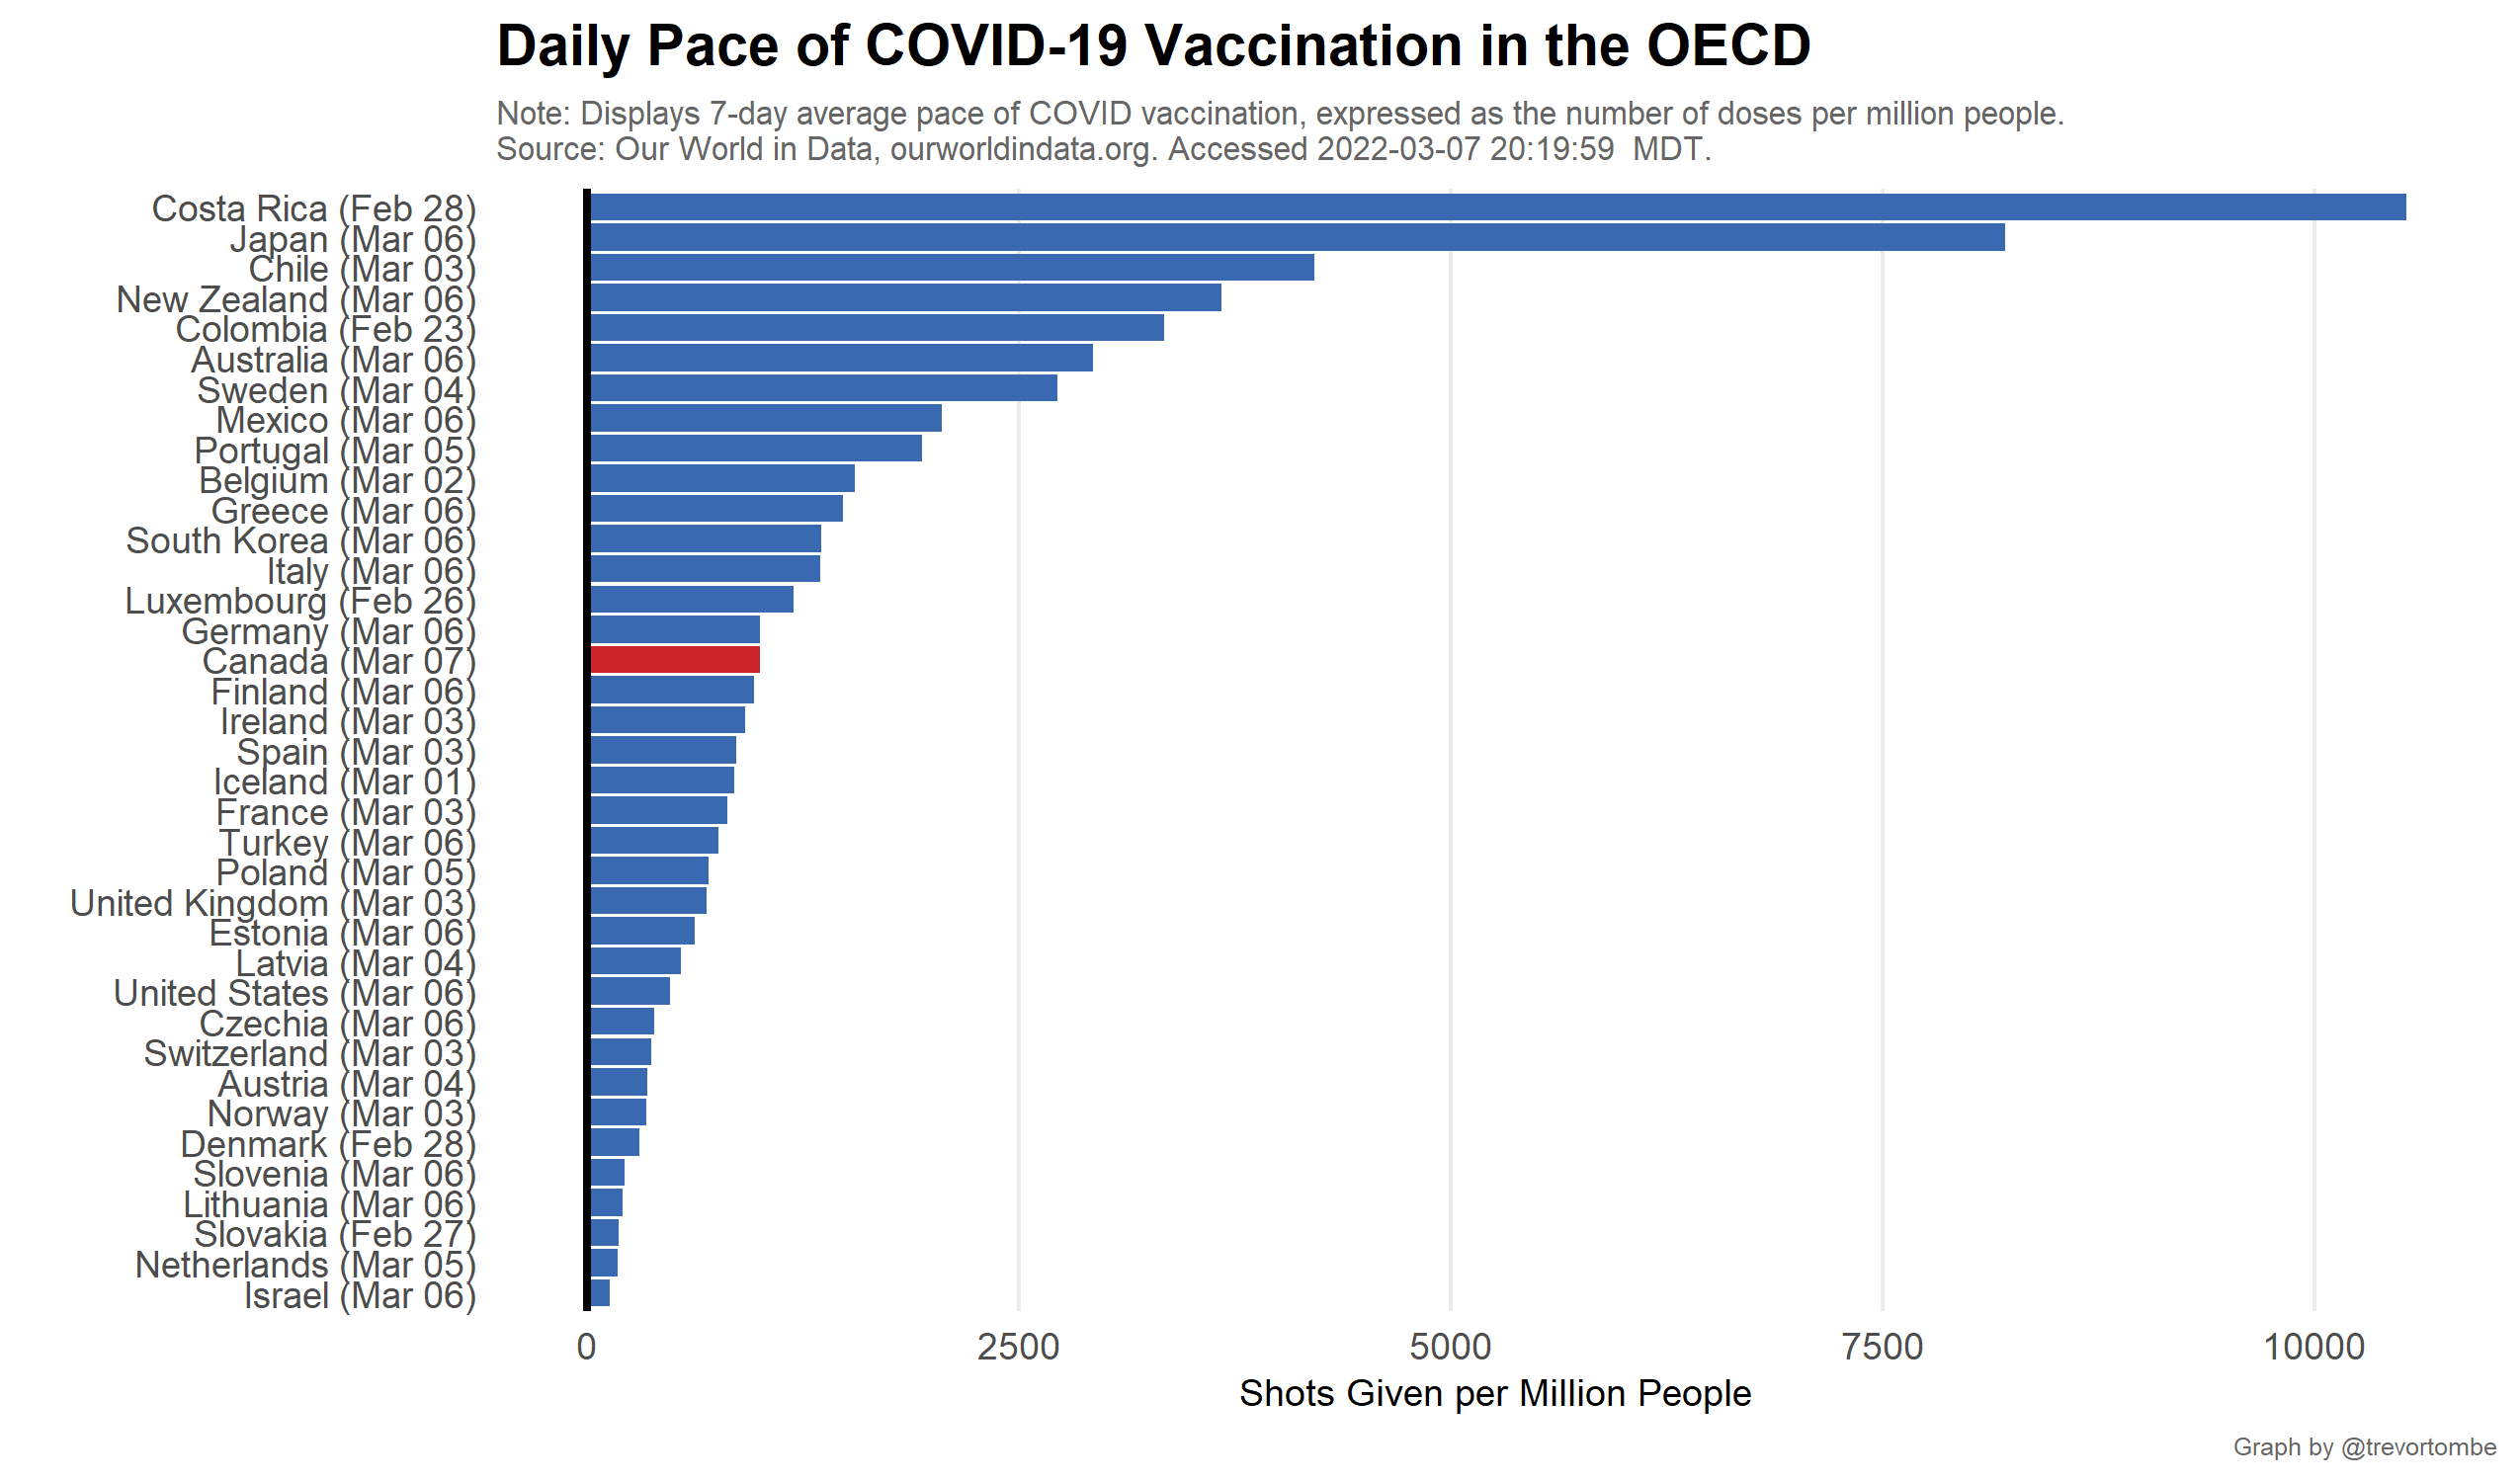 Daily Pace of COVID-19 Vaccination in the OECD
Note: Displays 7-day average pace of COVID vaccination, expressed as the number of doses per million people.
Source: Our World in Data, ourworldindata.org. Accessed 2022-03-07 20:19:59  MDT.
Costa Rica (Feb 28)
Japan (Mar 06)
Chile (Mar 03)
New Zealand (Mar 06)
Colombia (Feb 23)
Australia (Mar 06)
Sweden (Mar 04)
Mexico (Mar 06)
Portugal (Mar 05)
Belgium (Mar 02)
Greece (Mar 06)
South Korea (Mar 06)
Italy (Mar 06)
Luxembourg (Feb 26)
Germany (Mar 06)
Canada (Mar 07)
Finland (Mar 06)
Ireland (Mar 03)
Spain (Mar 03)
Iceland (Mar 01)
France (Mar 03)
Turkey (Mar 06)
Poland (Mar 05)
United Kingdom (Mar 03)
Estonia (Mar 06)
Latvia (Mar 04)
United States (Mar 06)
Czechia (Mar 06)
Switzerland (Mar 03)
Austria (Mar 04)
Norway (Mar 03)
Denmark (Feb 28)
Slovenia (Mar 06)
Lithuania (Mar 06)
Slovakia (Feb 27)
Netherlands (Mar 05)
Israel (Mar 06)
0 2500 5000 7500 10000
Shots Given per Million People
Graph by @trevortombe